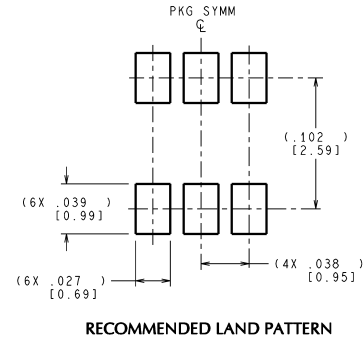 PKG SYMM
℄
(.102 )
[2.59]
(6X .039 )
[0.99]
(4X .038 )
[0.95]
(6X .027 )
[0.69]
RECOMMENDED LAND PATTERN